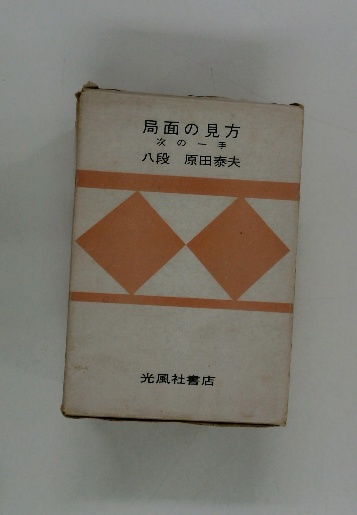 局面の見方
次の一手
八段 原田泰夫
光風社書店